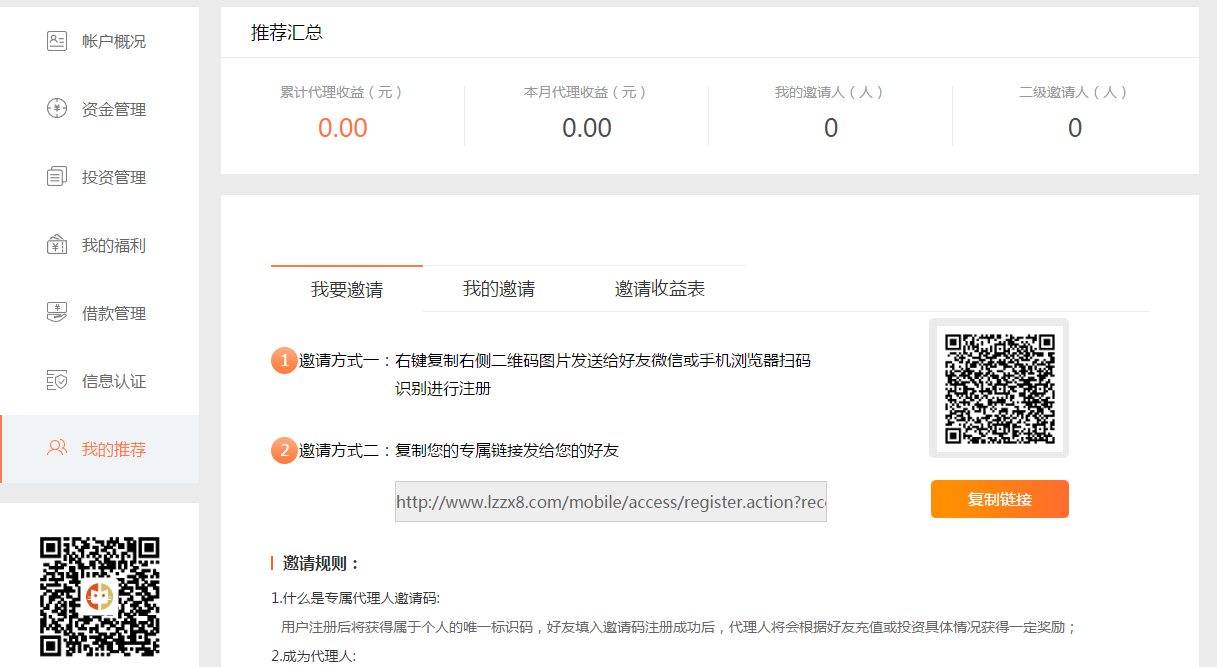 帐户概况
资金管理
投资管理
我的福利
借款管理
信息认证
我的推荐
推荐汇总
累计代理收益（元） 本月代理收益（元） 我的邀请人（人） 二级邀请人（人）
0.00 0.00 0 0
我要邀请 我的邀请 邀请收益表
1 邀请方式一：右键复制右侧二维码图片发送给好友微信或手机浏览器扫码
识别进行注册
2 邀请方式二：复制您的专属链接发给您的好友
http://www.lzzx8.com/mobile/access/register.action?rec
复制链接
邀请规则：
1.什么是专属代理人邀请码:
用户注册后将获得属于个人的唯一标识码，好友填入邀请码注册成功后，代理人将会根据好友充值或投资具体情况获得一定奖励；
2.成为代理人: